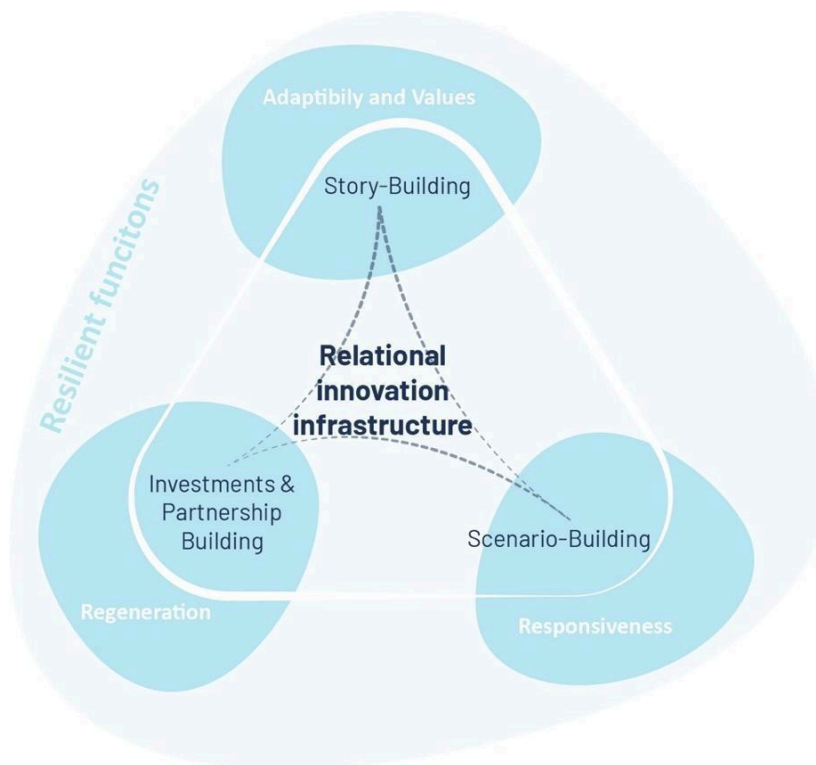 Adaptibily and Values
Story-Building
Resilient funcitons
Relational
innovation
infrastructure
Investments &
Partnership
Building
Scenario-Building
Regeneration
Responsiveness